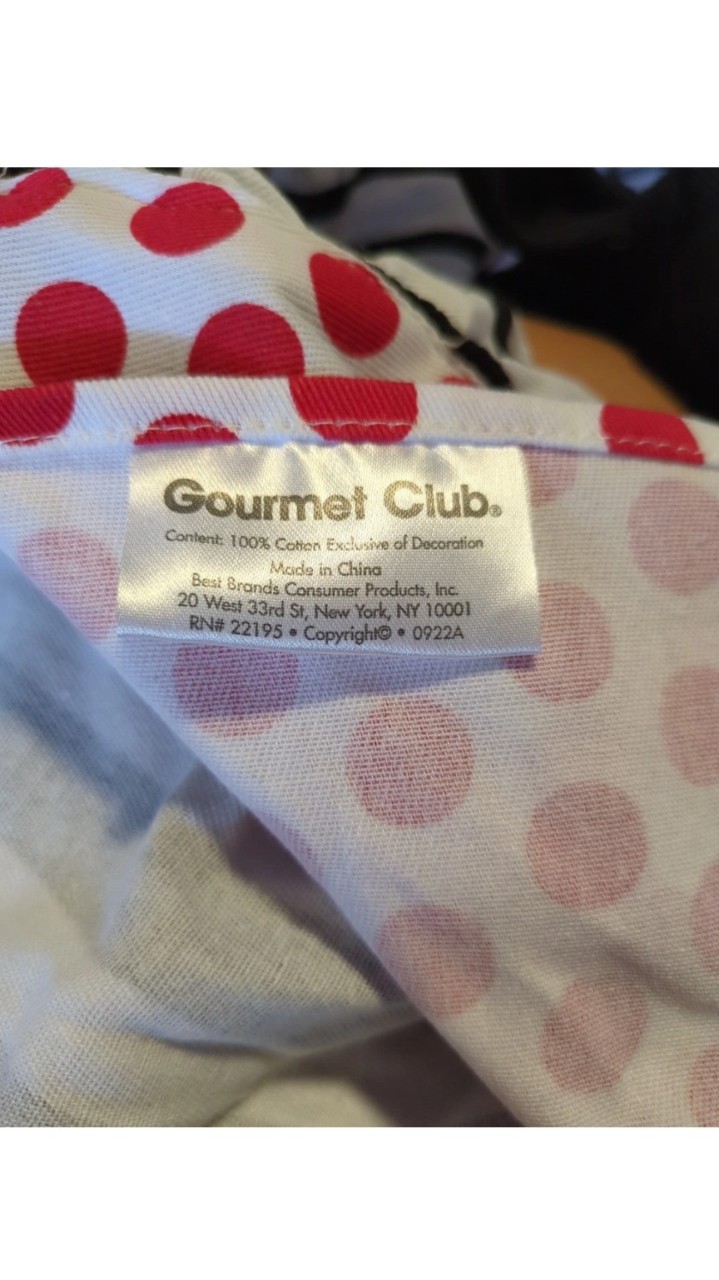 Gourmet Club®
Content: 100% Cotton Exclusive of Decoration
Made in China
Best Brands Consumer Products, Inc.
20 West 33rd St, New York, NY 10001
RN# 22195 • Copyright© • 0922A